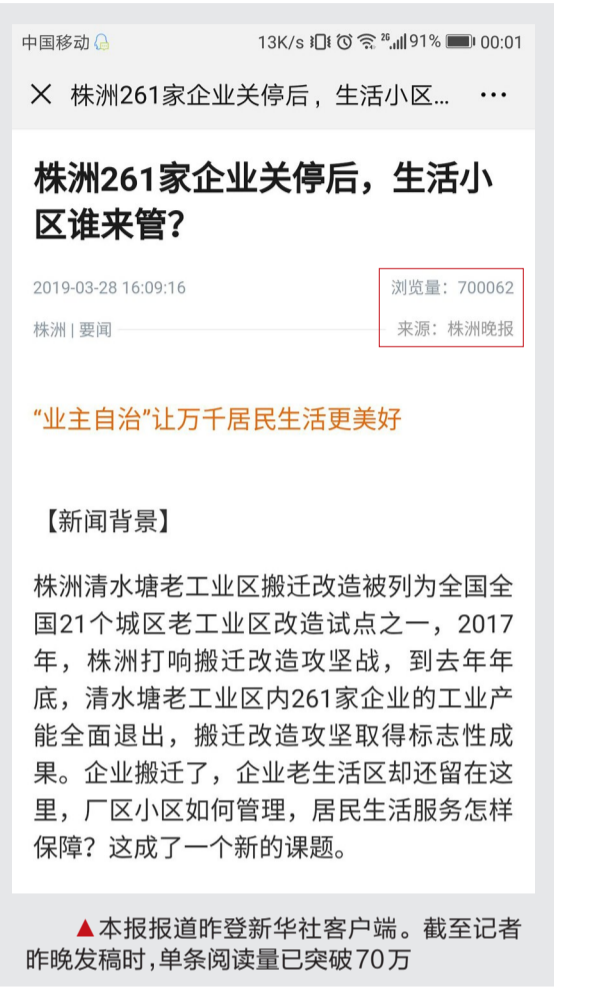 中国移动 13K/s 26 91% 00:01
株洲261家企业关停后，生活小区...
株洲261家企业关停后，生活小
区谁来管？
2019-03-28 16:09:16 浏览量：700062
株洲 | 要闻 来源：株洲晚报
“业主自治”让万千居民生活更美好
【新闻背景】
株洲清水塘老工业区搬迁改造被列为全国全
国21个城区老工业区改造试点之一，2017
年，株洲打响搬迁改造攻坚战，到去年年
底，清水塘老工业区内261家企业的工业产
能全面退出，搬迁改造攻坚取得标志性成
果。企业搬迁了，企业老生活区却还留在这
里，厂区小区如何管理，居民生活服务怎样
保障？这成了一个新的课题。
▲本报报道昨登新华社客户端。截至记者
昨晚发稿时,单条阅读量已突破70万